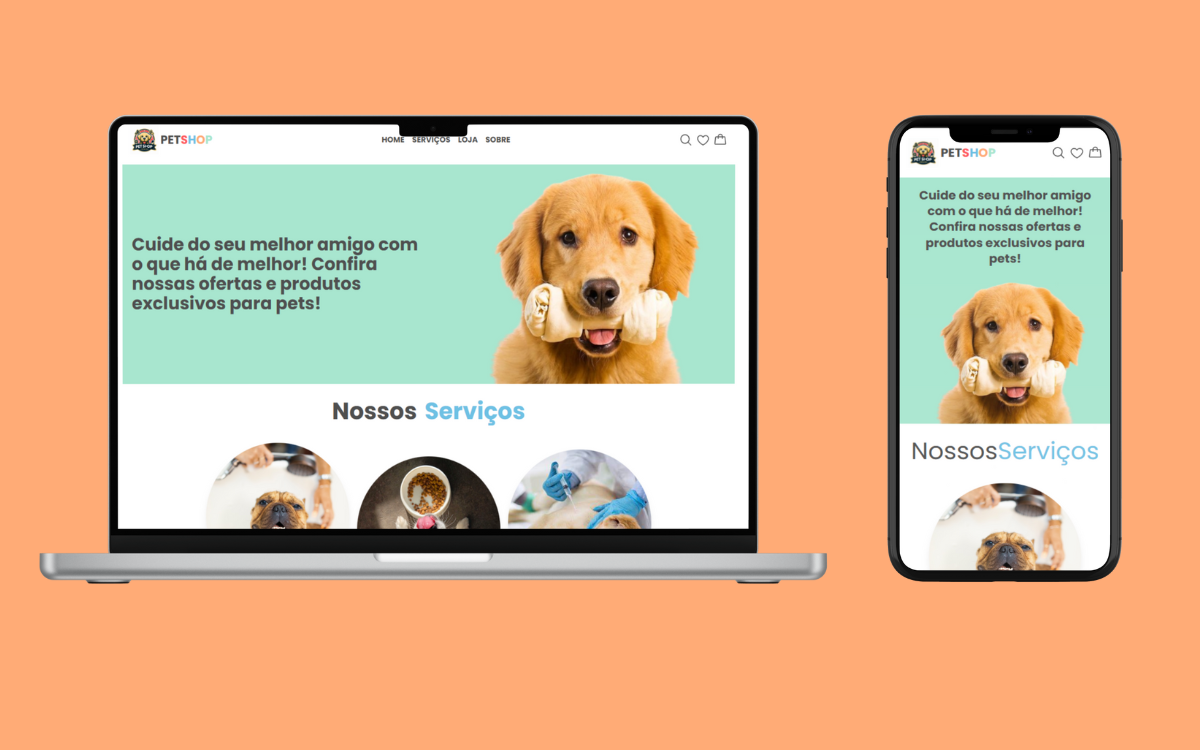 PETSHOP
HOME SERVIÇOS LOJA SOBRE
Cuide do seu melhor amigo com
o que há de melhor! Confira
nossas ofertas e produtos
exclusivos para pets!
Nossos Serviços
PETSHOP
Cuide do seu melhor amigo
com o que há de melhor!
Confira nossas ofertas e
produtos exclusivos para
pets!
NossosServiços